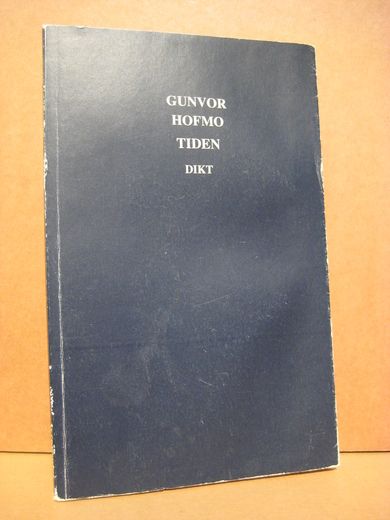 GUNVOR
HOFMO
TIDEN
DIKT